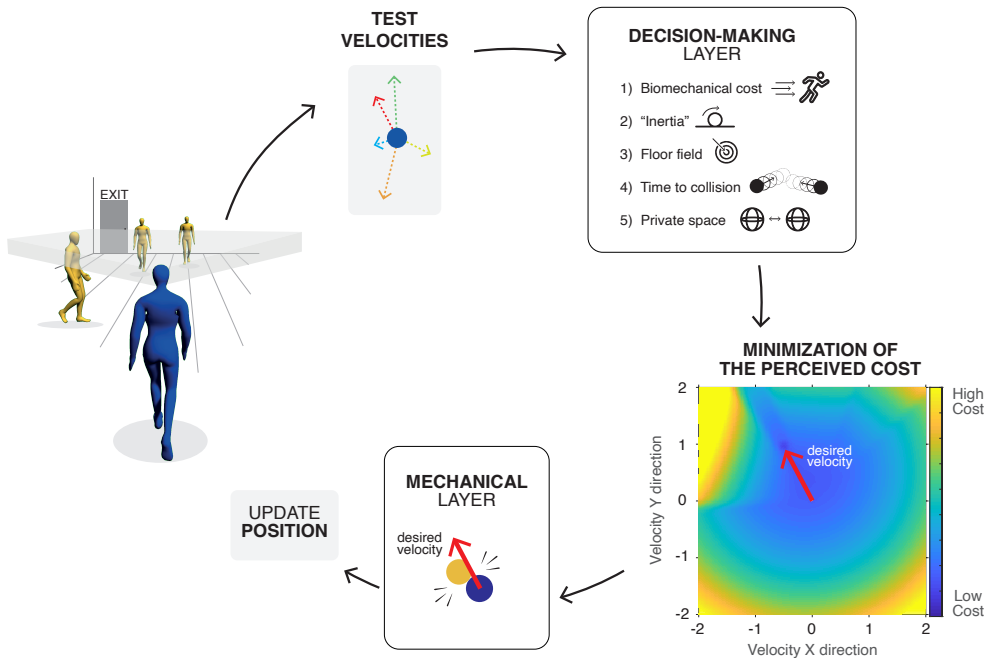 TEST
VELOCITIES
DECISION-MAKING
LAYER
1) Biomechanical cost
2) “Inertia”
3) Floor field
4) Time to collision
5) Private space
EXIT
MINIMIZATION OF
THE PERCEIVED COST
High
Cost
Low
Cost
desired
velocity
Velocity Y direction
2
1
0
-1
-2
-2
-1
0
1
2
Velocity X direction
MECHANICAL
LAYER
desired
velocity
UPDATE
POSITION